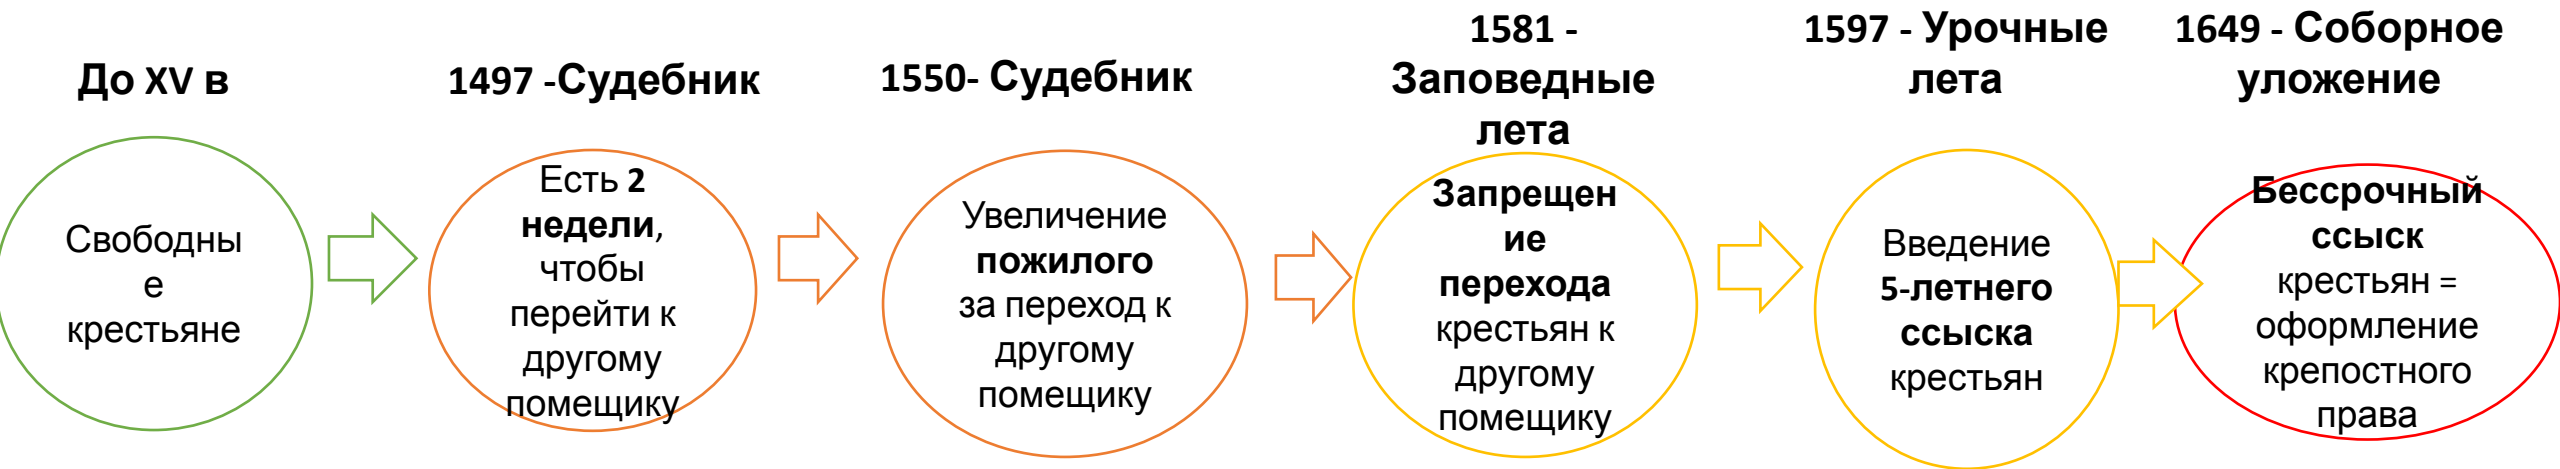 До XV в
Свободны
е
крестьяне
1497 -Судебник
Есть 2
недели,
чтобы
перейти к
другому
помещику
1550- Судебник
Увеличение
пожилого
за переход к
другому
помещику
1581 -
Заповедные
лета
Запрещен
ие
перехода
крестьян к
другому
помещику
1597 - Урочные
лета
Введение
5-летнего
ссыска
крестьян
1649 - Соборное
уложение
Бессрочный
ссыск
крестьян =
оформление
крепостного
права